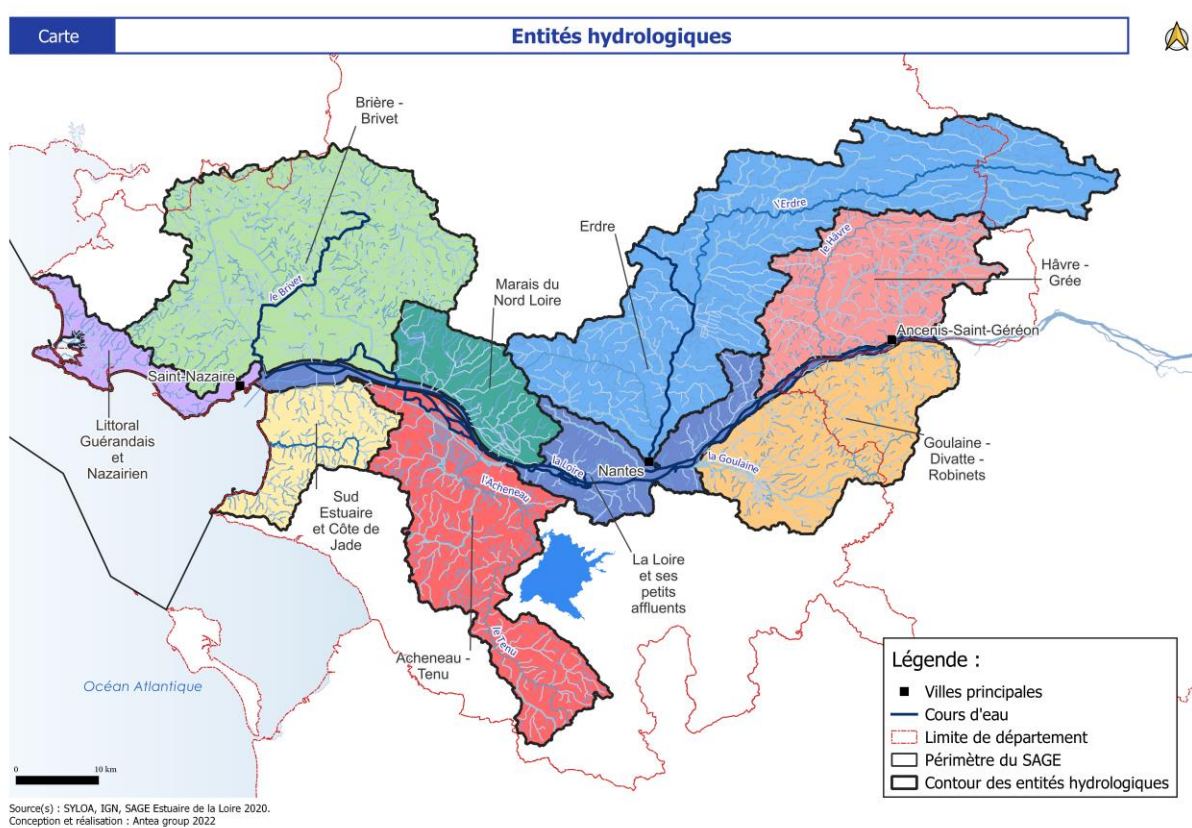 Carte
Entités hydrologiques
Brière -
Brivet
l'Erdre
le Hâvre
Erdre
Hâvre -
Grée
le Brivet
Marais du
Nord Loire
Ancenis-Saint-Géréon
Saint-Nazaire
Littoral
Guérandais
et
Nazairien
Nantes
la Loire
la Goulaine
Goulaine -
Divatte -
Robinets
l'Acheneau
Sud
Estuaire
et Côte de
Jade
La Loire
et ses
petits
affluents
le Tenu
Acheneau -
Tenu
Océan Atlantique
Légende :
Villes principales
Cours d'eau
Limite de département
Périmètre du SAGE
Contour des entités hydrologiques
0 10 km
Source(s) : SYLOA, IGN, SAGE Estuaire de la Loire 2020.
Conception et réalisation : Antea group 2022